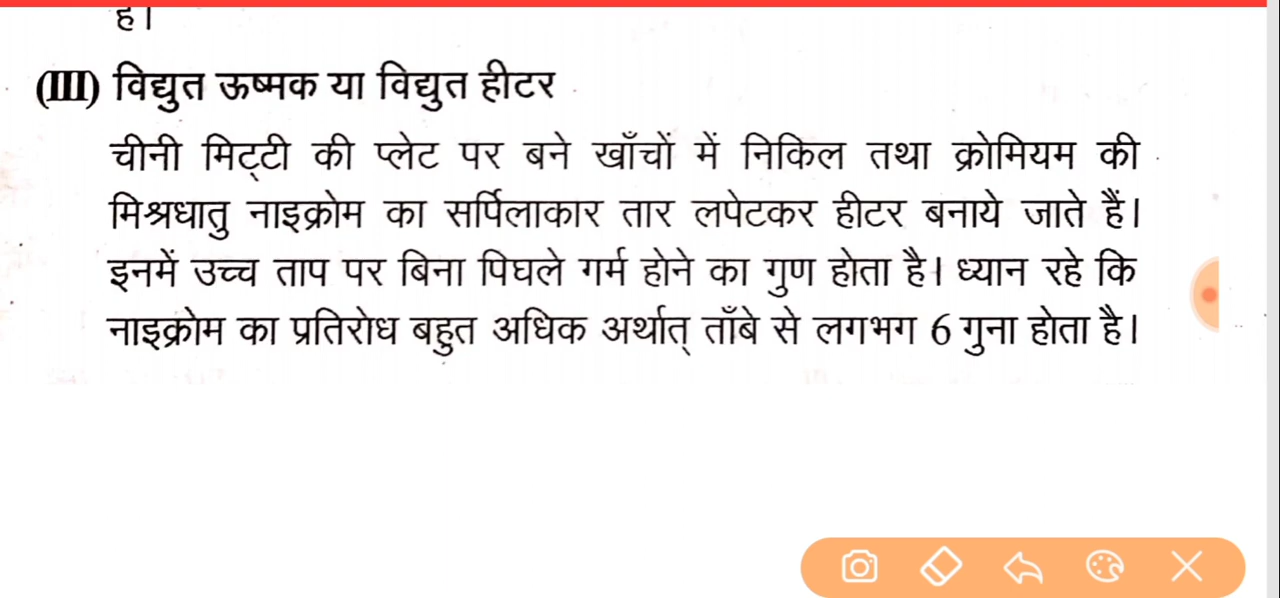 है।
(III) विद्युत ऊष्मक या विद्युत हीटर
चीनी मिट्टी की प्लेट पर बने खाँचों में निकिल तथा क्रोमियम की
मिश्रधातु नाइक्रोम का सर्पिलाकार तार लपेटकर हीटर बनाये जाते हैं।
इनमें उच्च ताप पर बिना पिघले गर्म होने का गुण होता है। ध्यान रहे कि
नाइक्रोम का प्रतिरोध बहुत अधिक अर्थात् ताँबे से लगभग 6 गुना होता है।